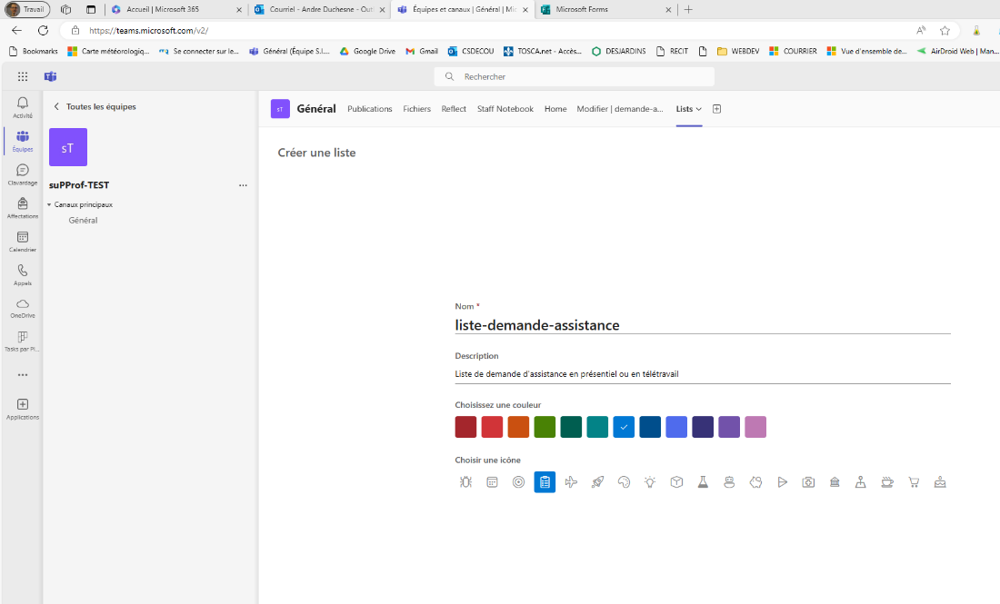 Travail
Accueil | Microsoft 365
Courriel - Andre Duchesne - Out
Équipes et canaux | Général | Mic
Microsoft Forms
https://teams.microsoft.com/v2/
Bookmarks
Carte météorologiq...
Se connecter sur le...
Général (Équipe S.I....
Google Drive
Gmail
CSDECOU
TOSCA.net - Accès...
DESJARDINS
RECIT
WEBDEV
COURRIER
Vue d'ensemble de...
AirDroid Web | Man...
Rechercher
Activité
Équipes
Clavardage
Affectations
Calendrier
Appels
OneDrive
Tasks par Pl...
Applications
Toutes les équipes
sT
suPProf-TEST
Canaux principaux
Général
sT
Général
Publications
Fichiers
Reflect
Staff Notebook
Home
Modifier | demande-a...
Lists
Créer une liste
Nom *
liste-demande-assistance
Description
Liste de demande d'assistance en présentiel ou en télétravail
Choisissez une couleur
Choisir une icône